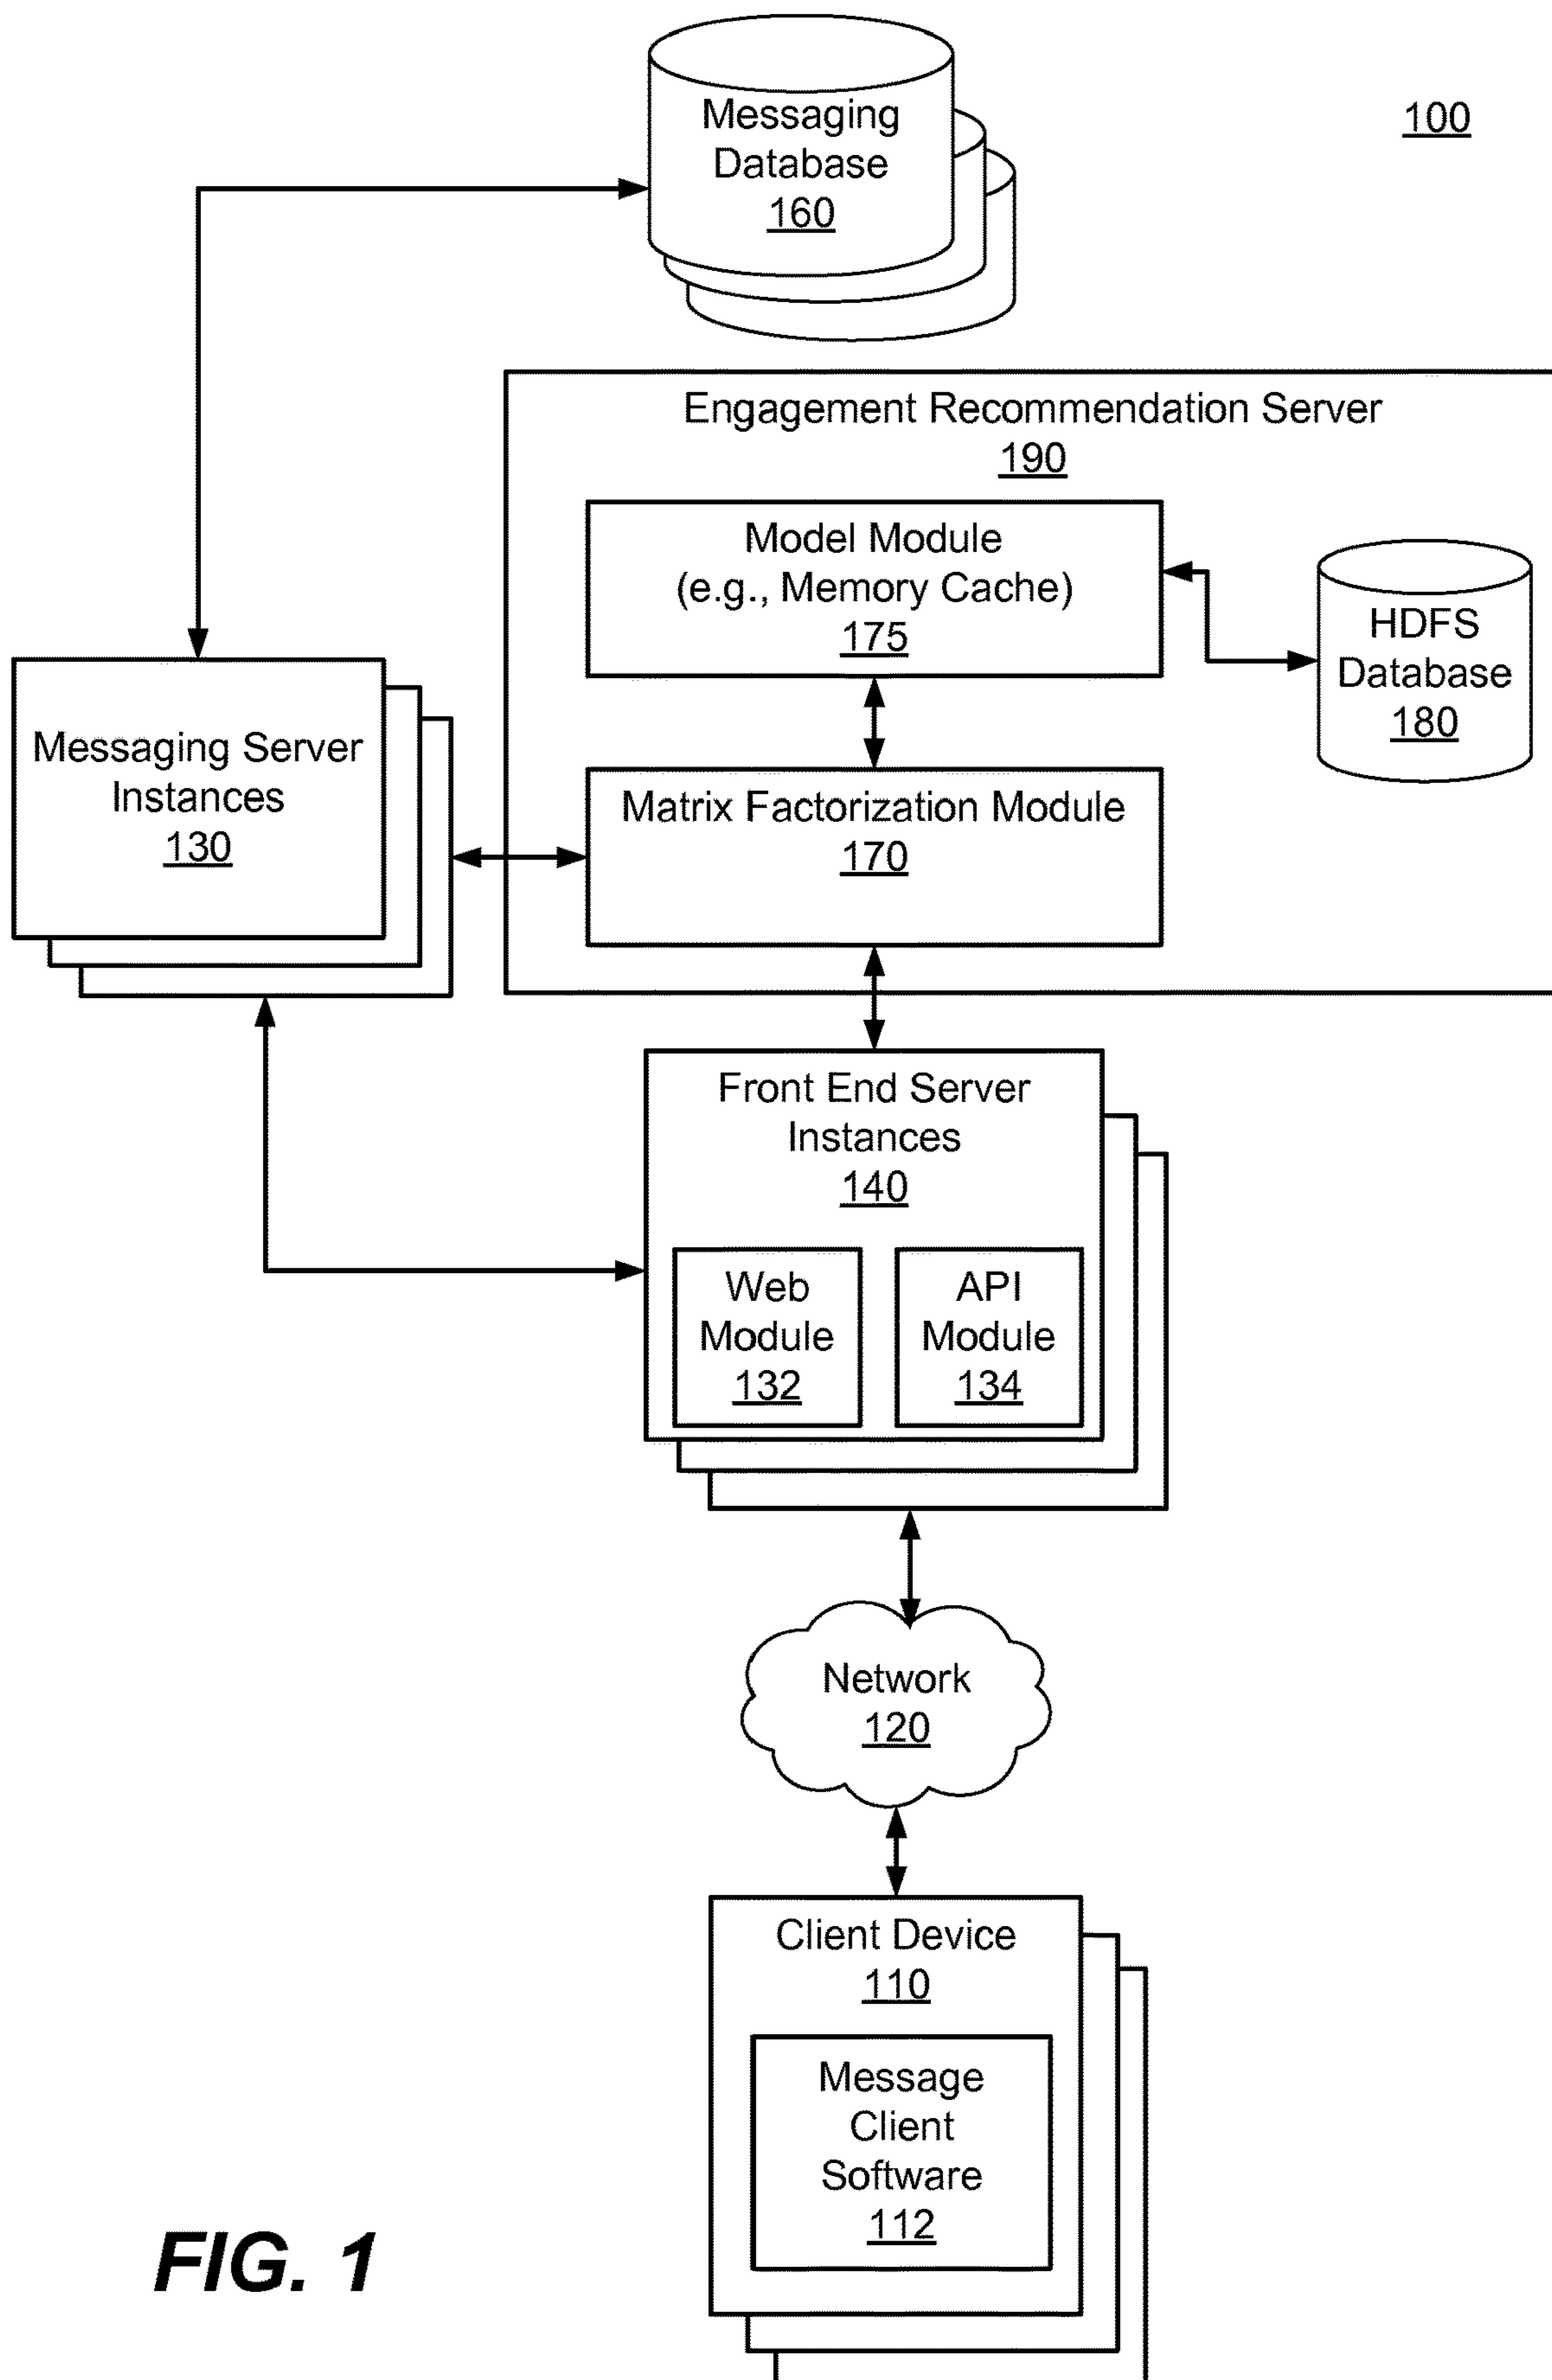 Messaging
Database
160
100
Engagement Recommendation Server
190
Model Module
(e.g., Memory Cache)
175
HDFS
Database
180
Messaging Server
Instances
130
Matrix Factorization Module
170
Front End Server
Instances
140
Web
Module
132
API
Module
134
Network
120
Client Device
110
Message
Client
Software
112
FIG. 1